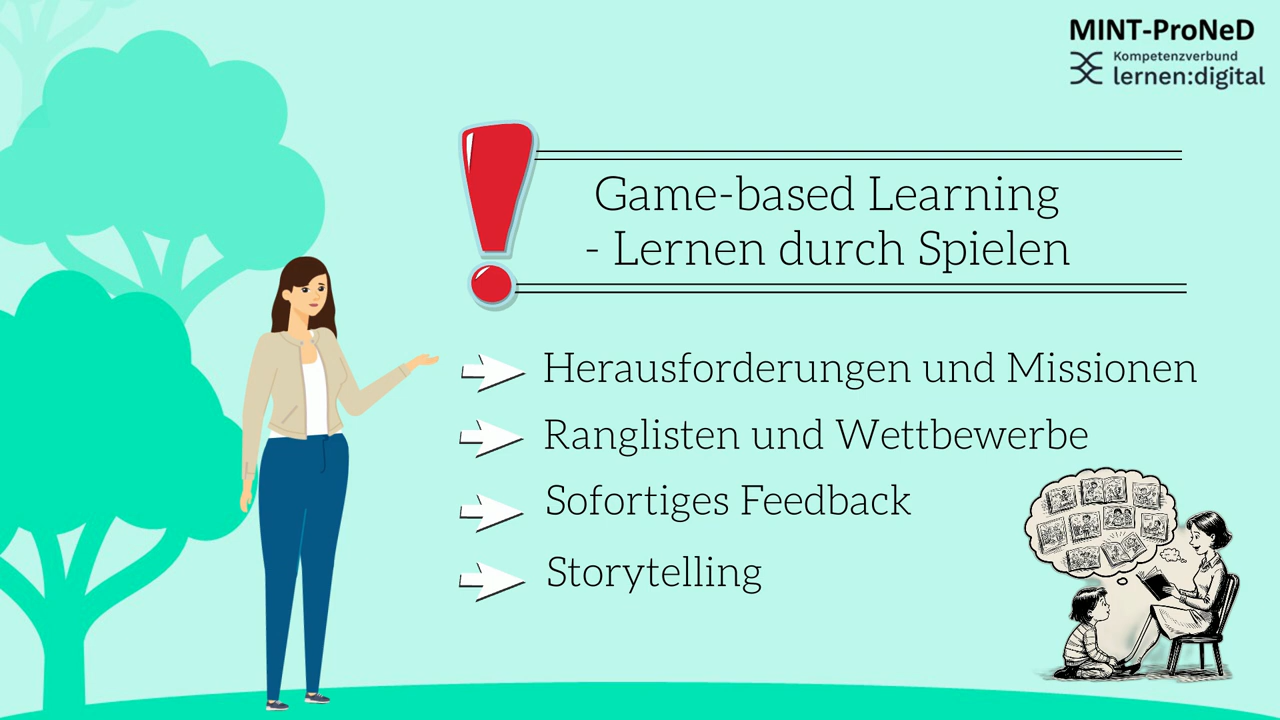 MINT-ProNeD
Kompetenzverbund
lernen:digital
Game-based Learning
- Lernen durch Spielen
Herausforderungen und Missionen
Ranglisten und Wettbewerbe
Sofortiges Feedback
Storytelling